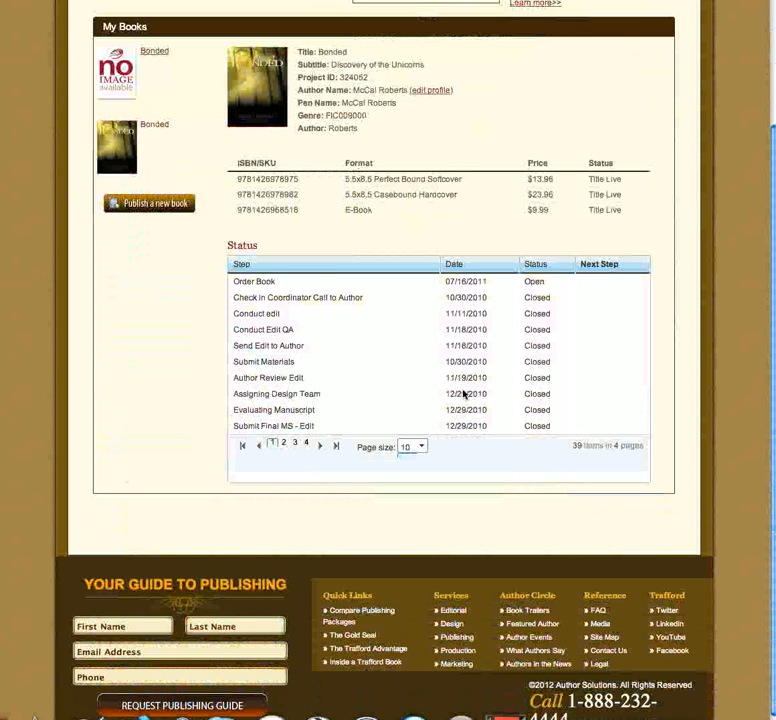 Learn more>>
My Books
no
IMAGE
available
Bonded
BONDED
Bonded
Publish a new book
Title: Bonded
Subtitle: Discovery of the Unicorns
Project ID: 324052
Author Name: McCal Roberts (edit profile)
Pen Name: McCal Roberts
Genre: FIC009000
Author: Roberts
ISBN/SKU Format Price Status
9781426978975 5.5x8.5 Perfect Bound Softcover $13.96 Title Live
9781426978982 5.5x8.5 Casebound Hardcover $23.96 Title Live
9781426968518 E-Book $9.99 Title Live
Status
Step Date Status Next Step
Order Book 07/16/2011 Open
Check in Coordinator Call to Author 10/30/2010 Closed
Conduct edit 11/11/2010 Closed
Conduct Edit QA 11/18/2010 Closed
Send Edit to Author 11/18/2010 Closed
Submit Materials 10/30/2010 Closed
Author Review Edit 11/19/2010 Closed
Assigning Design Team Closed
Evaluating Manuscript 12/29/2010 Closed
Submit Final MS - Edit 12/29/2010 Closed
1 2 3 4 Page size: 10 39 items in 4 pages
YOUR GUIDE TO PUBLISHING
First Name Last Name
Email Address
Phone
REQUEST PUBLISHING GUIDE
Quick Links
» Compare Publishing
Packages
» The Gold Seal
» The Trafford Advantage
» Inside a Trafford Book
Services
» Editorial
» Design
» Publishing
» Production
» Marketing
Author Circle
» Book Trailers
» Featured Author
» Author Events
» What Authors Say
» Authors in the News
Reference
» FAQ
» Media
» Site Map
» Contact Us
» Legal
Trafford
» Twitter
» LinkedIn
» YouTube
» Facebook
©2012 Author Solutions. All Rights Reserved
Call 1-888-232-
4444